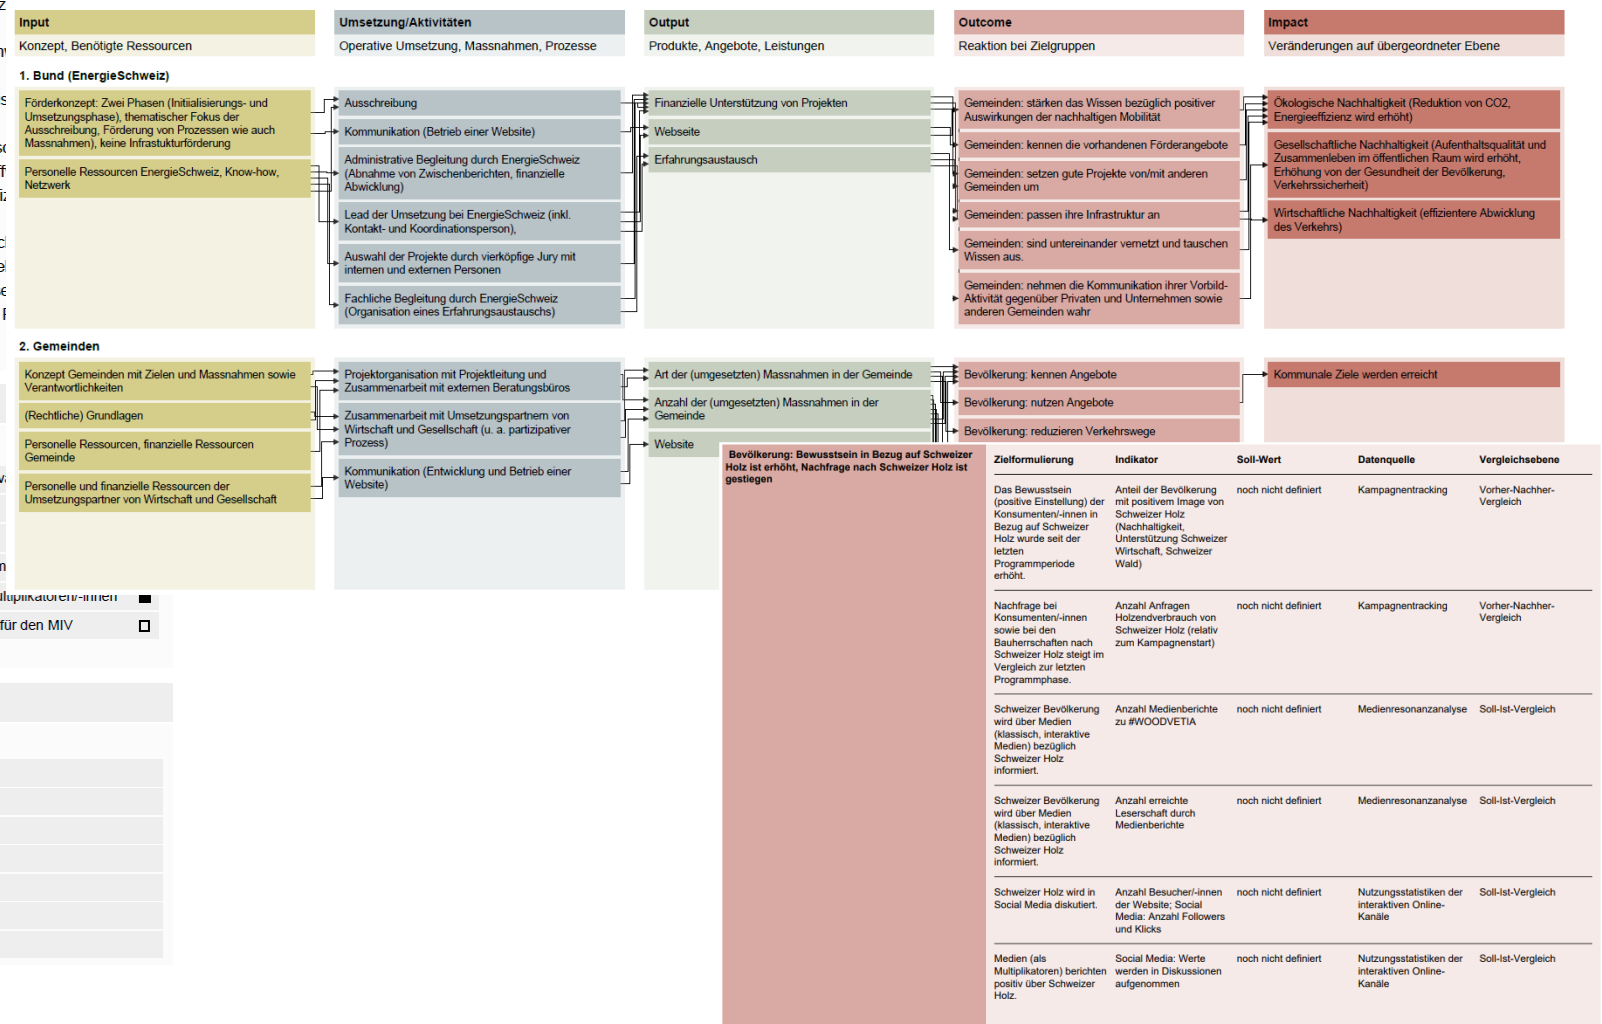 Input
Konzept, Benötigte Ressourcen
Umsetzung/Aktivitäten
Operative Umsetzung, Massnahmen, Prozesse
Output
Produkte, Angebote, Leistungen
Outcome
Reaktion bei Zielgruppen
Impact
Veränderungen auf übergeordneter Ebene
1. Bund (EnergieSchweiz)
Förderkonzept: Zwei Phasen (Initiialisierungs- und
Umsetzungsphase), thematischer Fokus der
Ausschreibung, Förderung von Prozessen wie auch
Massnahmen), keine Infrastukturförderung
Personelle Ressourcen EnergieSchweiz, Know-how,
Netzwerk
Ausschreibung
Kommunikation (Betrieb einer Website)
Administrative Begleitung durch EnergieSchweiz
(Abnahme von Zwischenberichten, finanzielle
Abwicklung)
Lead der Umsetzung bei EnergieSchweiz (inkl.
Kontakt- und Koordinationsperson),
Auswahl der Projekte durch vierköpfige Jury mit
internen und externen Personen
Fachliche Begleitung durch EnergieSchweiz
(Organisation eines Erfahrungsaustauschs)
Finanzielle Unterstützung von Projekten
Webseite
Erfahrungsaustausch
Gemeinden: stärken das Wissen bezüglich positiver
Auswirkungen der nachhaltigen Mobilität
Gemeinden: kennen die vorhandenen Förderangebote
Gemeinden: setzen gute Projekte von/mit anderen
Gemeinden um
Gemeinden: passen ihre Infrastruktur an
Gemeinden: sind untereinander vernetzt und tauschen
Wissen aus.
Gemeinden: nehmen die Kommunikation ihrer Vorbild-
Aktivität gegenüber Privaten und Unternehmen sowie
anderen Gemeinden wahr
Ökologische Nachhaltigkeit (Reduktion von CO2,
Energieeffizienz wird erhöht)
Gesellschaftliche Nachhaltigkeit (Aufenthaltsqualität und
Zusammenleben im öffentlichen Raum wird erhöht,
Erhöhung von der Gesundheit der Bevölkerung,
Verkehrssicherheit)
Wirtschaftliche Nachhaltigkeit (effizientere Abwicklung
des Verkehrs)
2. Gemeinden
Konzept Gemeinden mit Zielen und Massnahmen sowie
Verantwortlichkeiten
(Rechtliche) Grundlagen
Personelle Ressourcen, finanzielle Ressourcen
Gemeinde
Personelle und finanzielle Ressourcen der
Umsetzungspartner von Wirtschaft und Gesellschaft
Projektorganisation mit Projektleitung und
Zusammenarbeit mit externen Beratungsbüros
Zusammenarbeit mit Umsetzungspartnern von
Wirtschaft und Gesellschaft (u. a. partizipativer
Prozess)
Kommunikation (Entwicklung und Betrieb einer
Website)
Art der (umgesetzten) Massnahmen in der Gemeinde
Anzahl der (umgesetzten) Massnahmen in der
Gemeinde
Website
Bevölkerung: kennen Angebote
Bevölkerung: nutzen Angebote
Bevölkerung: reduzieren Verkehrswege
Kommunale Ziele werden erreicht
für den MIV
Bevölkerung: Bewusstsein in Bezug auf Schweizer
Holz ist erhöht, Nachfrage nach Schweizer Holz ist
gestiegen
Zielformulierung
Indikator
Soll-Wert
Datenquelle
Vergleichsebene
Das Bewusstsein
(positive Einstellung) der
Konsumenten/-innen in
Bezug auf Schweizer
Holz wurde seit der
letzten
Programmperiode
erhöht.
Anteil der Bevölkerung
mit positivem Image von
Schweizer Holz
(Nachhaltigkeit,
Unterstützung Schweizer
Wirtschaft, Schweizer
Wald)
noch nicht definiert
Kampagnentracking
Vorher-Nachher-
Vergleich
Nachfrage bei
Konsumenten/-innen
sowie bei den
Bauherrschaften nach
Schweizer Holz steigt im
Vergleich zur letzten
Programmphase.
Anzahl Anfragen
Holzendverbrauch von
Schweizer Holz (relativ
zum Kampagnenstart)
noch nicht definiert
Kampagnentracking
Vorher-Nachher-
Vergleich
Schweizer Bevölkerung
wird über Medien
(klassisch, interaktive
Medien) bezüglich
Schweizer Holz
informiert.
Anzahl Medienberichte
zu #WOODVETIA
noch nicht definiert
Medienresonanzanalyse
Soll-Ist-Vergleich
Schweizer Bevölkerung
wird über Medien
(klassisch, interaktive
Medien) bezüglich
Schweizer Holz
informiert.
Anzahl erreichte
Leserschaft durch
Medienberichte
noch nicht definiert
Medienresonanzanalyse
Soll-Ist-Vergleich
Schweizer Holz wird in
Social Media diskutiert.
Anzahl Besucher/-innen
der Website; Social
Media: Anzahl Followers
und Klicks
noch nicht definiert
Nutzungsstatistiken der
interaktiven Online-
Kanäle
Soll-Ist-Vergleich
Medien (als
Multiplikatoren) berichten
positiv über Schweizer
Holz.
Social Media: Werte
werden in Diskussionen
aufgenommen
noch nicht definiert
Nutzungsstatistiken der
interaktiven Online-
Kanäle
Soll-Ist-Vergleich